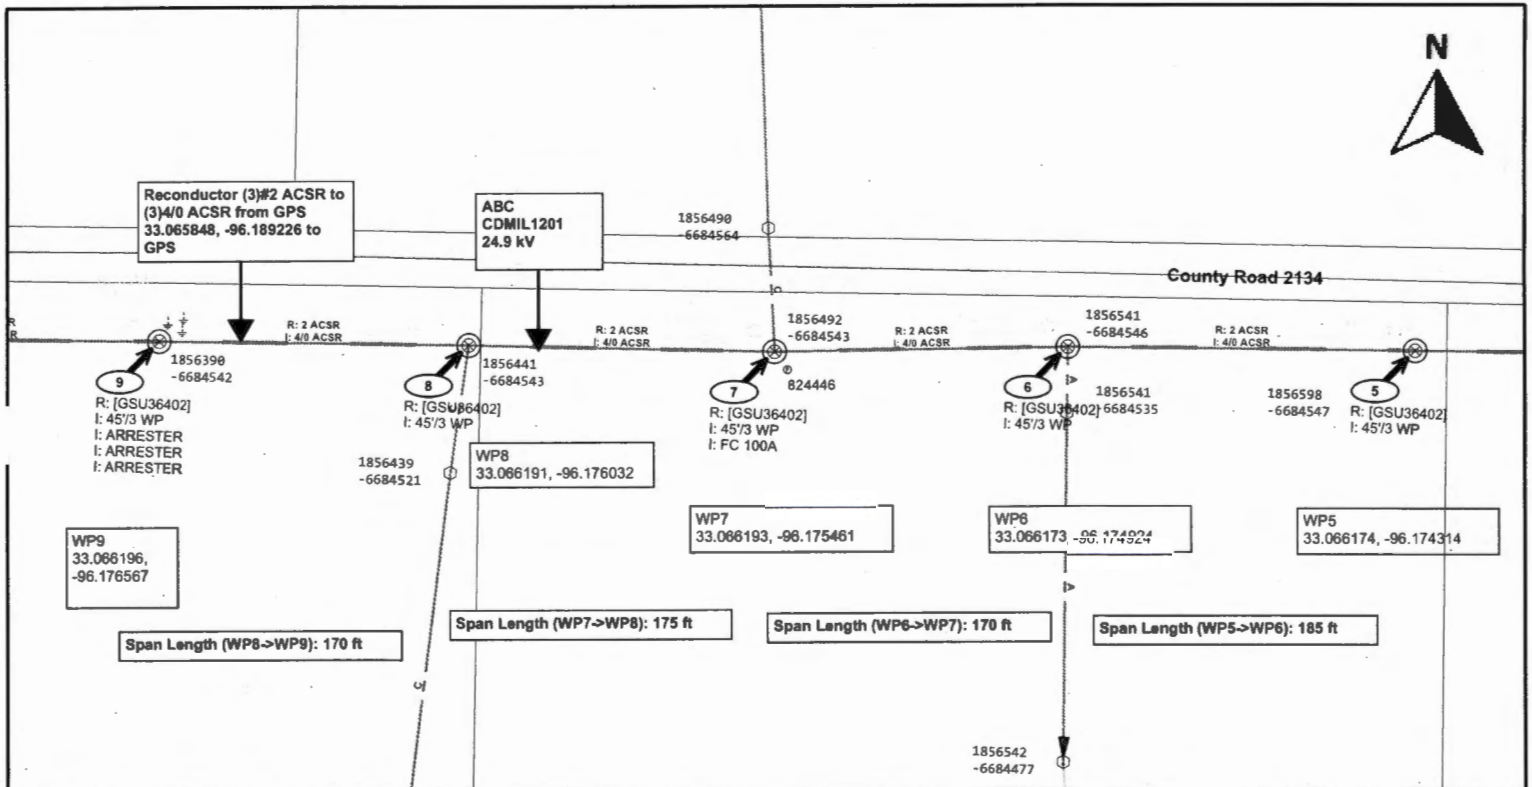 N
Reconductor (3)#2 ACSR to
(3)4/0 ACSR from GPS
33.065848, -96.189226 to
GPS
ABC
CDMIL1201
24.9 kV
1856490
-6684564
County Road 2134
C
R
R
R: 2 ACSR
I: 4/0 ACSR
R: 2 ACSR
I: 4/0 ACSR
1856492
-6684543
R: 2 ACSR
I: 4/0 ACSR
1856541
-6684546
R: 2 ACSR
I: 4/0 ACSR
1856390
-6684542
1856441
-6684543
824446
A
1856541
-6684535
1856598
-6684547
9
R: [GSU36402]
I: 45'/3 WP
I: ARRESTER
I: ARRESTER
I: ARRESTER
8
R: [GSU36402]
I: 45'/3 WP
7
R: [GSU36402]
I: 45'/3 WP
I: FC 100A
6
R: [GSU36402]
I: 45'/3 WP
5
R: [GSU36402]
I: 45'/3 WP
1856439
-6684521
WP8
33.066191, -96.176032
WP7
33.066193, -96.175461
WP6
33.066173, -96.174924
WP5
33.066174, -96.174314
WP9
33.066196,
-96.176567
A
Span Length (WP8->WP9): 170 ft
Span Length (WP7->WP8): 175 ft
Span Length (WP6->WP7): 170 ft
Span Length (WP5->WP6): 185 ft
C
1856542
-6684477